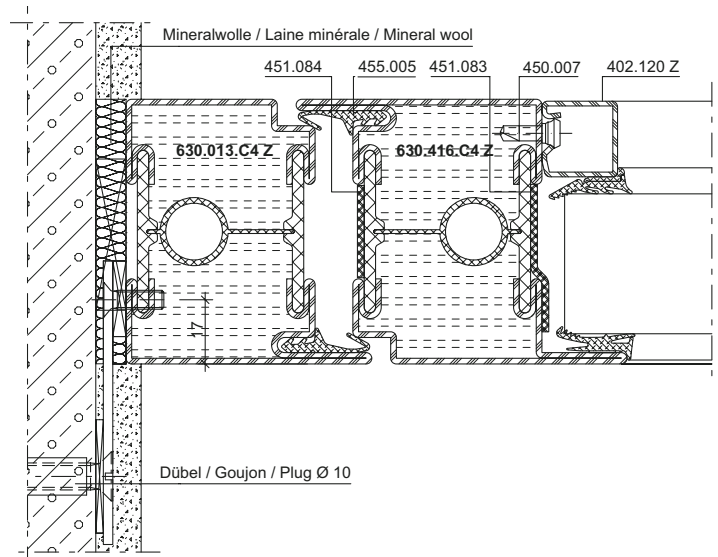 Mineralwolle / Laine minérale / Mineral wool
451.084 455.005 451.083 450.007 402.120 Z
630.013.C4 Z 630.416.C4 Z
17
Dübel / Goujon / Plug Ø 10